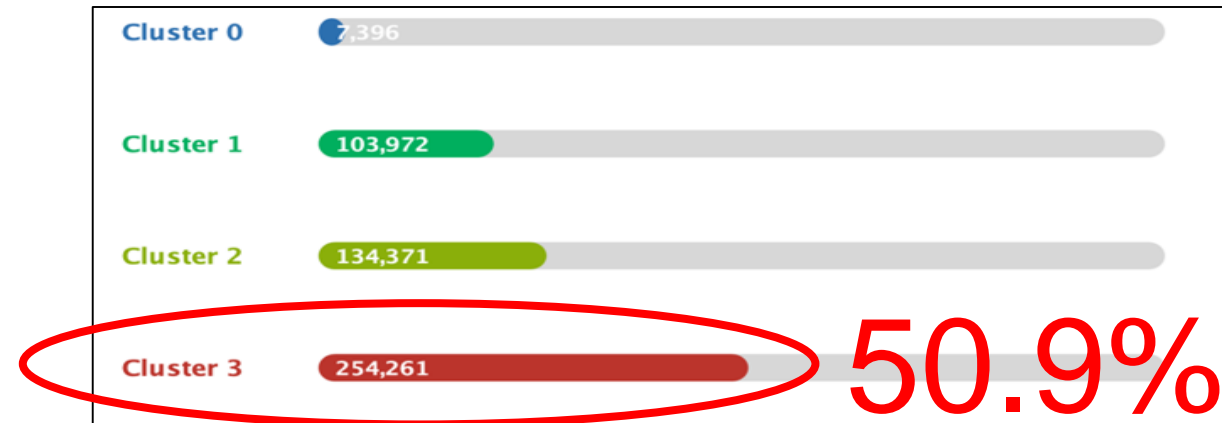 Cluster 0 7,396
Cluster 1 103,972
Cluster 2 134,371
Cluster 3 254,261 50.9%